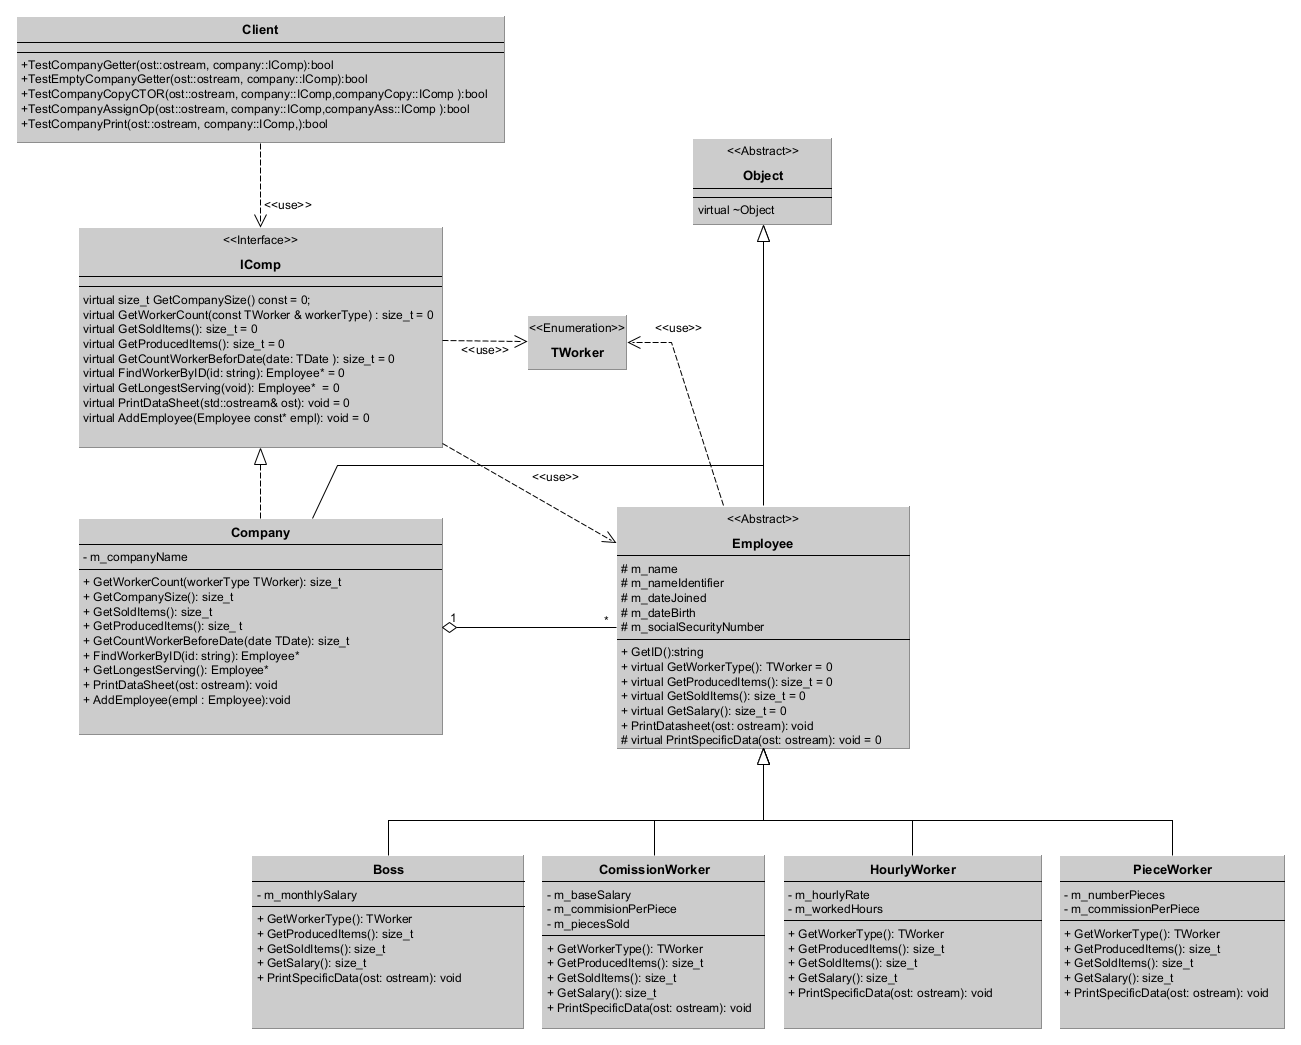 Client
+TestCompanyGetter(ost::ostream, company::IComp):bool
+TestEmptyCompanyGetter(ost::ostream, company::IComp):bool
+TestCompanyCopyCTOR(ost::ostream, company::IComp,companyCopy::IComp ):bool
+TestCompanyAssignOp(ost::ostream, company::IComp,companyAss::IComp ):bool
+TestCompanyPrint(ost::ostream, company::IComp,):bool
<<use>>
<<Abstract>>
Object
virtual ~Object
<<Interface>>
IComp
virtual size_t GetCompanySize() const = 0;
virtual GetWorkerCount(const TWorker & workerType) : size_t = 0
virtual GetSoldItems(): size_t = 0
virtual GetProducedItems(): size_t = 0
virtual GetCountWorkerBeforDate(date: TDate ): size_t = 0
virtual FindWorkerByID(id: string): Employee* = 0
virtual GetLongestServing(void): Employee*  = 0
virtual PrintDataSheet(std::ostream& ost): void = 0
virtual AddEmployee(Employee const* empl): void = 0
<<use>>
<<Enumeration>>
TWorker
<<use>>
<<use>>
Company
- m_companyName
+ GetWorkerCount(workerType TWorker): size_t
+ GetCompanySize(): size_t
+ GetSoldItems(): size_t
+ GetProducedItems(): size_t
+ GetCountWorkerBeforeDate(date TDate): size_t
+ FindWorkerByID(id: string): Employee*
+ GetLongestServing(): Employee*
+ PrintDataSheet(ost: ostream): void
+ AddEmployee(empl : Employee):void
1
*
<<Abstract>>
Employee
# m_name
# m_nameIdentifier
# m_dateJoined
# m_dateBirth
# m_socialSecurityNumber
+ GetID():string
+ virtual GetWorkerType(): TWorker = 0
+ virtual GetProducedItems(): size_t = 0
+ virtual GetSoldItems(): size_t = 0
+ virtual GetSalary(): size_t = 0
+ PrintDatasheet(ost: ostream): void
# virtual PrintSpecificData(ost: ostream): void = 0
Boss
- m_monthlySalary
+ GetWorkerType(): TWorker
+ GetProducedItems(): size_t
+ GetSoldItems(): size_t
+ GetSalary(): size_t
+ PrintSpecificData(ost: ostream): void
ComissionWorker
- m_baseSalary
- m_commisionPerPiece
- m_piecesSold
+ GetWorkerType(): TWorker
+ GetProducedItems(): size_t
+ GetSoldItems(): size_t
+ GetSalary(): size_t
+ PrintSpecificData(ost: ostream): void
HourlyWorker
- m_hourlyRate
- m_workedHours
+ GetWorkerType(): TWorker
+ GetProducedItems(): size_t
+ GetSoldItems(): size_t
+ GetSalary(): size_t
+ PrintSpecificData(ost: ostream): void
PieceWorker
- m_numberPieces
- m_commissionPerPiece
+ GetWorkerType(): TWorker
+ GetProducedItems(): size_t
+ GetSoldItems(): size_t
+ GetSalary(): size_t
+ PrintSpecificData(ost: ostream): void